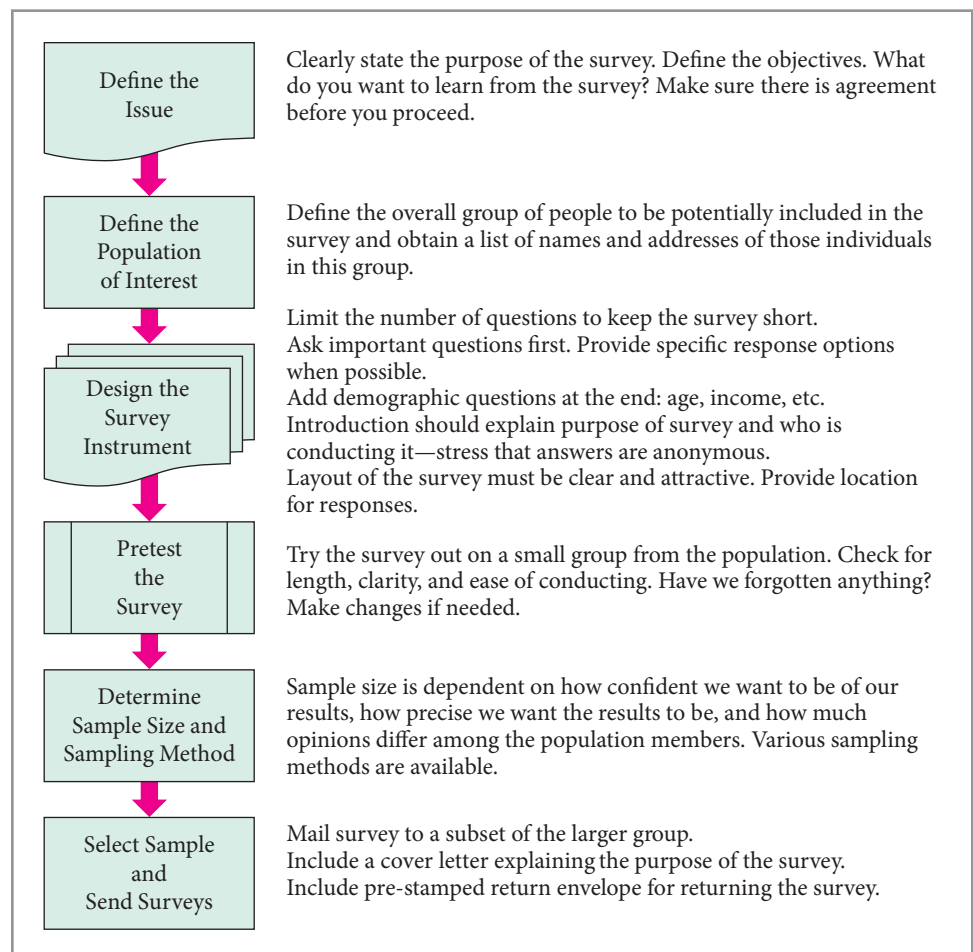 Define the
Issue
Clearly state the purpose of the survey. Define the objectives. What
do you want to learn from the survey? Make sure there is agreement
before you proceed.
Define the
Population
of Interest
Define the overall group of people to be potentially included in the
survey and obtain a list of names and addresses of those individuals
in this group.
Design the
Survey
Instrument
Limit the number of questions to keep the survey short.
Ask important questions first. Provide specific response options
when possible.
Add demographic questions at the end: age, income, etc.
Introduction should explain purpose of survey and who is
conducting it—stress that answers are anonymous.
Layout of the survey must be clear and attractive. Provide location
for responses.
Pretest
the
Survey
Try the survey out on a small group from the population. Check for
length, clarity, and ease of conducting. Have we forgotten anything?
Make changes if needed.
Determine
Sample Size and
Sampling Method
Sample size is dependent on how confident we want to be of our
results, how precise we want the results to be, and how much
opinions differ among the population members. Various sampling
methods are available.
Select Sample
and
Send Surveys
Mail survey to a subset of the larger group.
Include a cover letter explaining the purpose of the survey.
Include pre-stamped return envelope for returning the survey.